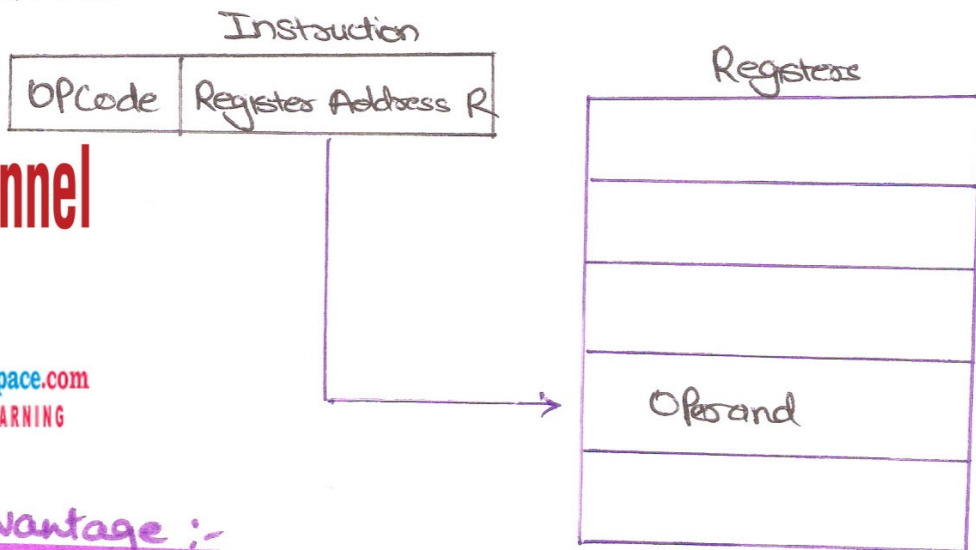 Instruction
OPCode Register Address R
Registers
nnel
pace.com
ARNING
Operand
vantage :-